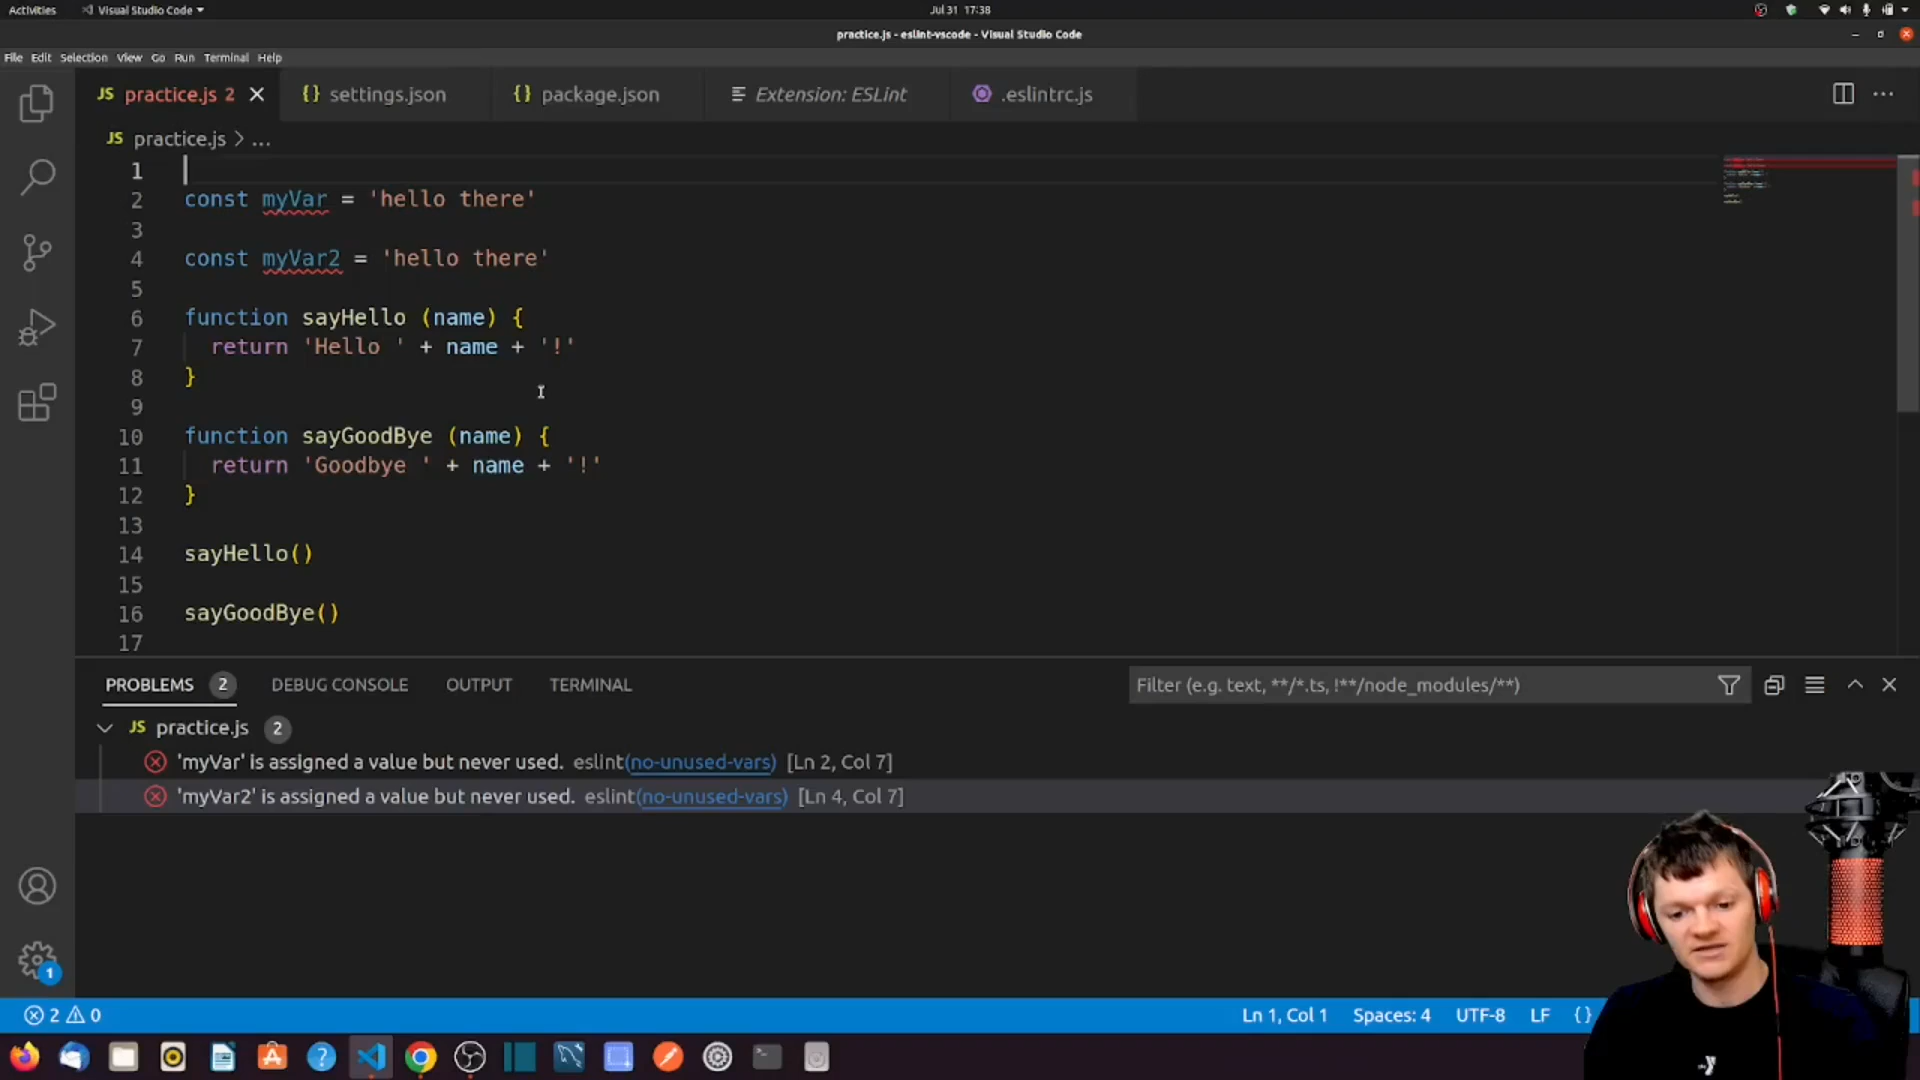 Activities Visual Studio Code Jul 31 17:38
practice.js - eslint-vscode - Visual Studio Code
File Edit Selection View Go Run Terminal Help
JS practice.js 2 {} settings.json {} package.json Extension: ESLint .eslintrc.js
JS practice.js > ...
1
2 const myVar = 'hello there'
3
4 const myVar2 = 'hello there'
5
6 function sayHello (name) {
7 return 'Hello ' + name + '!'
8 }
9
10 function sayGoodBye (name) {
11 return 'Goodbye ' + name + '!'
12 }
13
14 sayHello()
15
16 sayGoodBye()
17
PROBLEMS 2 DEBUG CONSOLE OUTPUT TERMINAL Filter (e.g. text, **/*.ts, !**/node_modules/**)
JS practice.js 2
'myVar' is assigned a value but never used. eslint(no-unused-vars) [Ln 2, Col 7]
'myVar2' is assigned a value but never used. eslint(no-unused-vars) [Ln 4, Col 7]
1
2 0 Ln 1, Col 1 Spaces: 4 UTF-8 LF {}